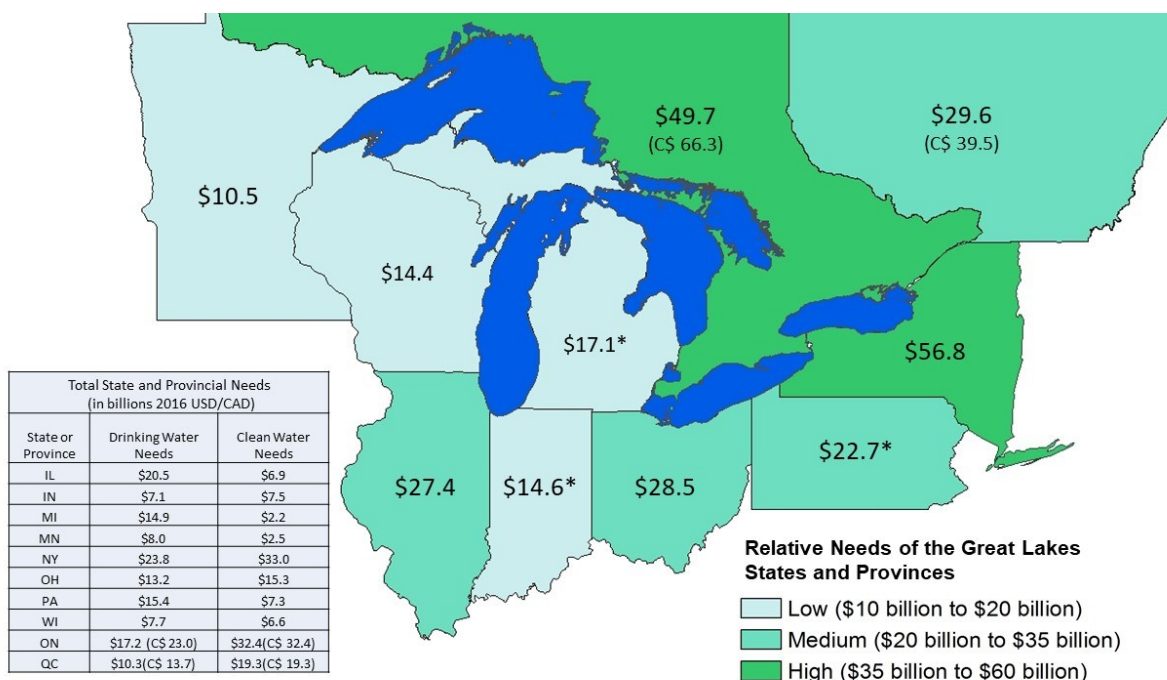 $49.7
(C$ 66.3)
$29.6
(C$ 39.5)
$10.5
$14.4
$17.1*
$56.8
$22.7*
$27.4
$14.6*
$28.5
Total State and Provincial Needs
(in billions 2016 USD/CAD)
State or Province Drinking Water Needs Clean Water Needs
IL $20.5 $6.9
IN $7.1 $7.5
MI $14.9 $2.2
MN $8.0 $2.5
NY $23.8 $33.0
OH $13.2 $15.3
PA $15.4 $7.3
WI $7.7 $6.6
ON $17.2 (C$ 23.0) $32.4(C$ 32.4)
QC $10.3(C$ 13.7) $19.3(C$ 19.3)
Relative Needs of the Great Lakes
States and Provinces
Low ($10 billion to $20 billion)
Medium ($20 billion to $35 billion)
High ($35 billion to $60 billion)